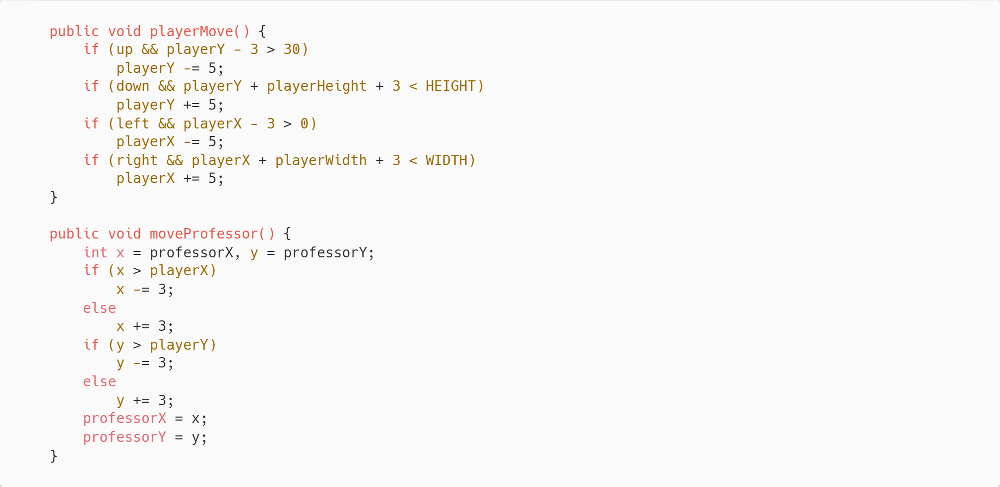 public void playerMove() {
    if (up && playerY - 3 > 30)
        playerY -= 5;
    if (down && playerY + playerHeight + 3 < HEIGHT)
        playerY += 5;
    if (left && playerX - 3 > 0)
        playerX -= 5;
    if (right && playerX + playerWidth + 3 < WIDTH)
        playerX += 5;
}

public void moveProfessor() {
    int x = professorX, y = professorY;
    if (x > playerX)
        x -= 3;
    else
        x += 3;
    if (y > playerY)
        y -= 3;
    else
        y += 3;
    professorX = x;
    professorY = y;
}